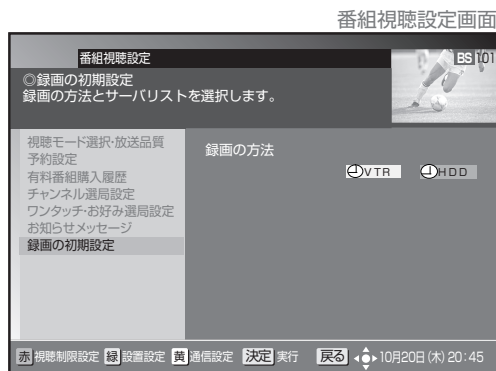 番組視聴設定画面
番組視聴設定
BS 101
◎録画の初期設定
録画の方法とサーバリストを選択します。
視聴モード選択・放送品質
予約設定
有料番組購入履歴
チャンネル選局設定
ワンタッチ・お好み選局設定
お知らせメッセージ
録画の初期設定
録画の方法
VTR HDD
赤 視聴制限設定 緑 設置設定 黄 通信設定 決定 実行 戻る 10月20日(木)20:45